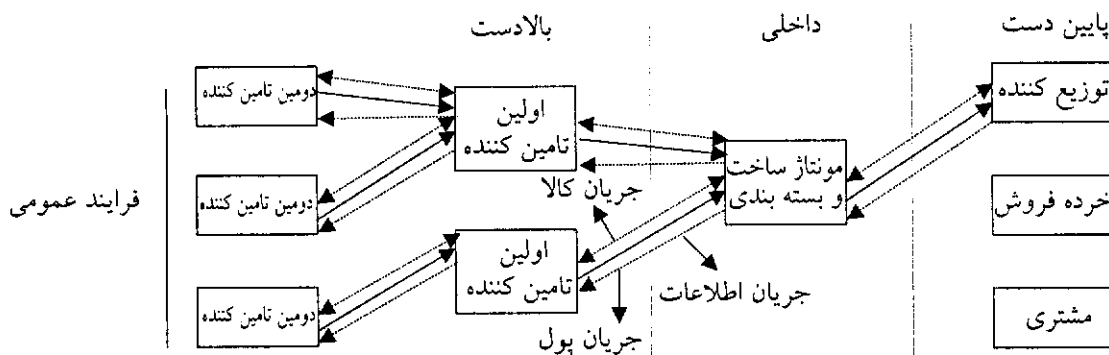 پایین دست
داخلی
بالادست
توزیع کننده
دومین تامین کننده
اولین
تامین کننده
مونتاژ ساخت
و بسته بندی
جریان کالا
خرده فروش
دومین تامین کننده
فرایند عمومی
اولین
تامین کننده
جریان اطلاعات
مشتری
دومین تامین کننده
جریان پول